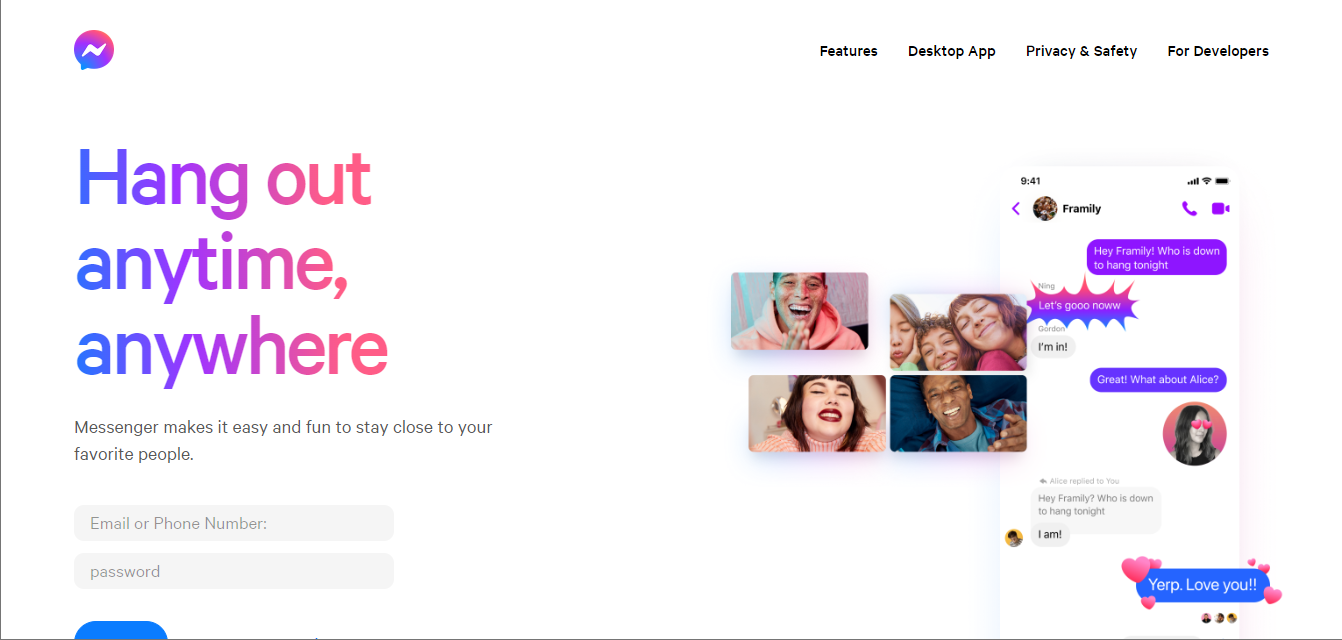 Features Desktop App Privacy & Safety For Developers
Hang out
anytime,
anywhere
Messenger makes it easy and fun to stay close to your
favorite people.
Email or Phone Number:
password
9:41
Framily
Hey Framily! Who is down
to hang tonight
Ning
Let's gooo noww
Gordon
I'm in!
Great! What about Alice?
Alice replied to You
Hey Framily? Who is down
to hang tonight
I am!
Yerp. Love you!!